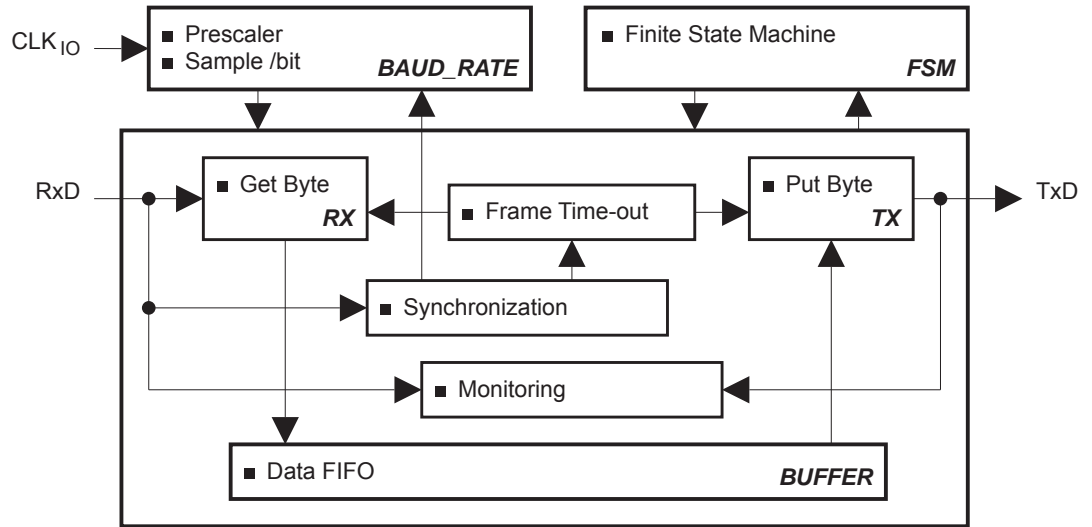 CLK IO
■ Prescaler
■ Sample /bit
BAUD_RATE
■ Finite State Machine
FSM
RxD
■ Get Byte
RX
■ Frame Time-out
■ Put Byte
TX
TxD
■ Synchronization
■ Monitoring
■ Data FIFO
BUFFER